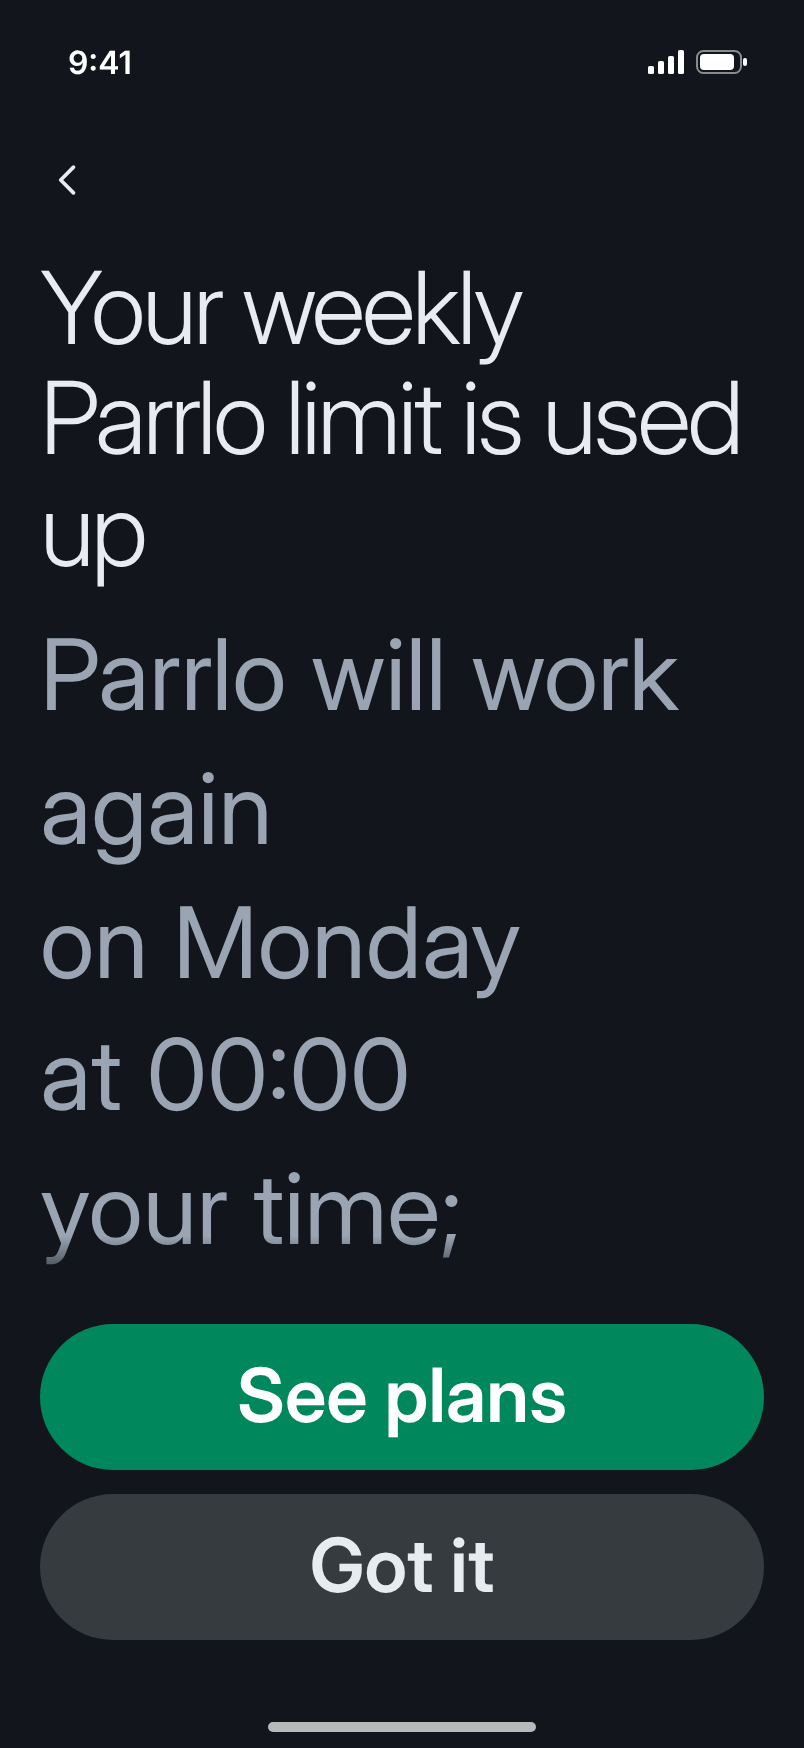 9:41
Your weekly
Parrlo limit is used
up
Parrlo will work
again
on Monday
at 00:00
your time;
See plans
Got it